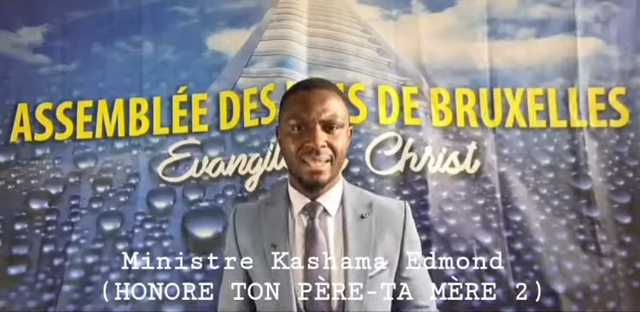 ASSEMBLÉE DES S DE BRUXELLES
Christ
Ministre Kashama Edmond
(HONORE TON PÈRE-TA MÈRE 2)